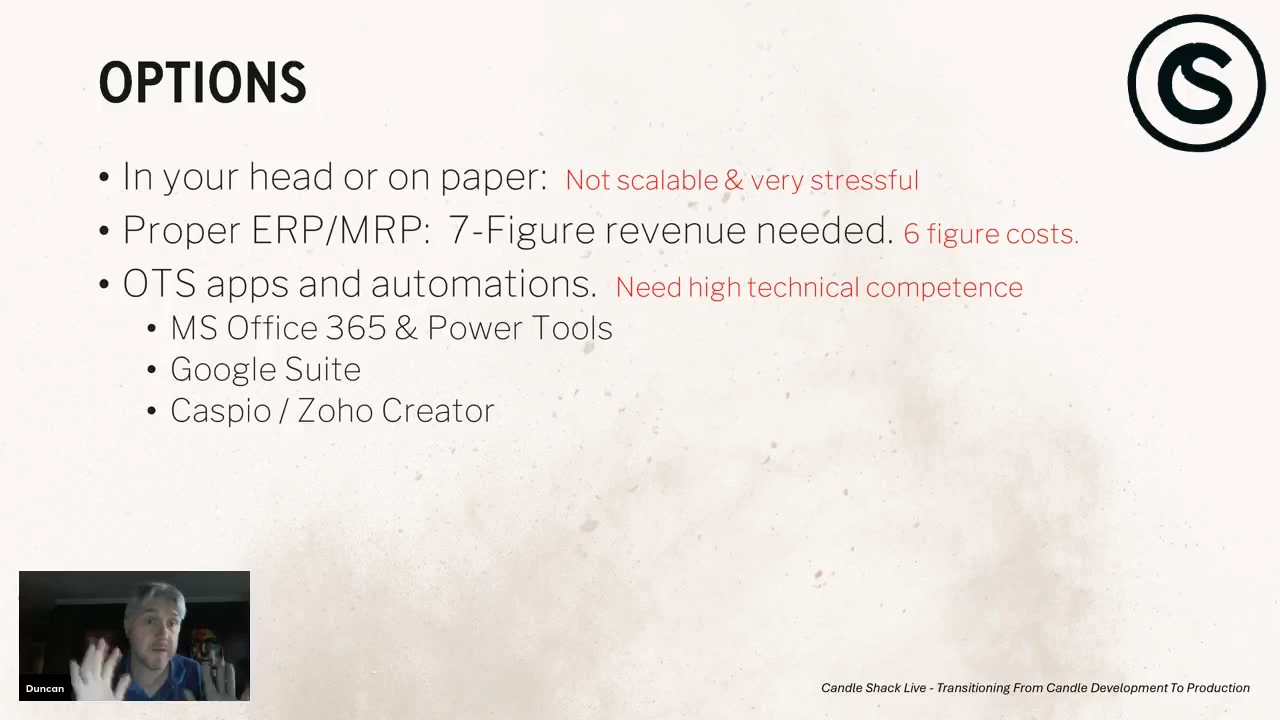 OPTIONS
• In your head or on paper: Not scalable & very stressful
• Proper ERP/MRP: 7-Figure revenue needed. 6 figure costs.
• OTS apps and automations. Need high technical competence
• MS Office 365 & Power Tools
• Google Suite
• Caspio / Zoho Creator
Duncan
Candle Shack Live - Transitioning From Candle Development To Production